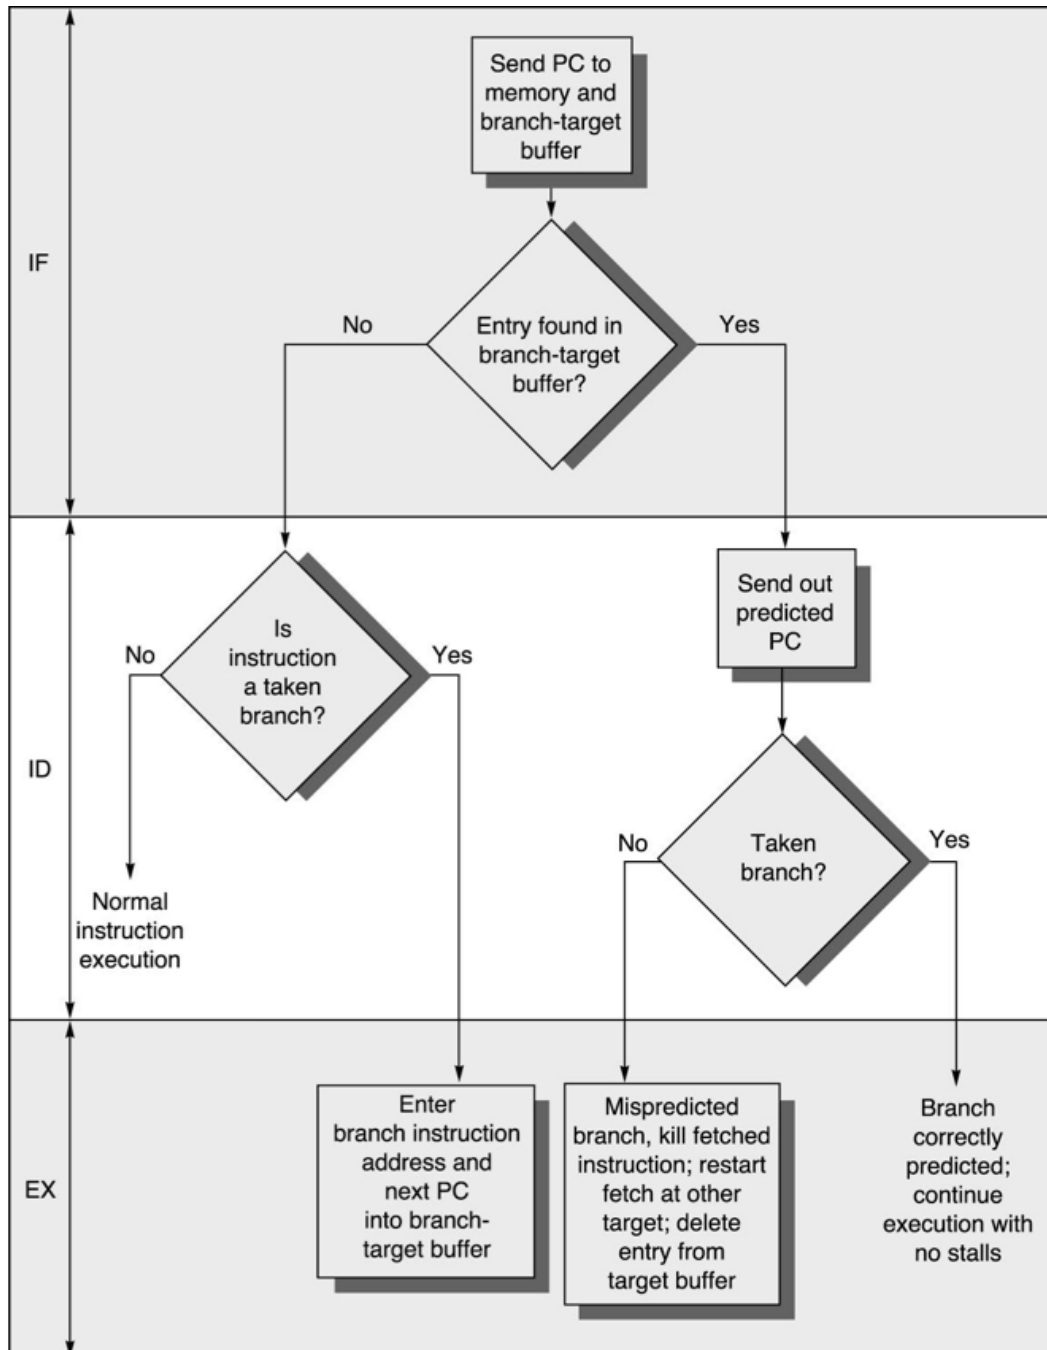 Send PC to
memory and
branch-target
buffer
IF
No
Entry found in
branch-target
buffer?
Yes
Is
instruction
a taken
branch?
No
Yes
Send out
predicted
PC
ID
Normal
instruction
execution
No
Taken
branch?
Yes
EX
Enter
branch instruction
address and
next PC
into branch-
target buffer
Mispredicted
branch, kill fetched
instruction; restart
fetch at other
target; delete
entry from
target buffer
Branch
correctly
predicted;
continue
execution with
no stalls